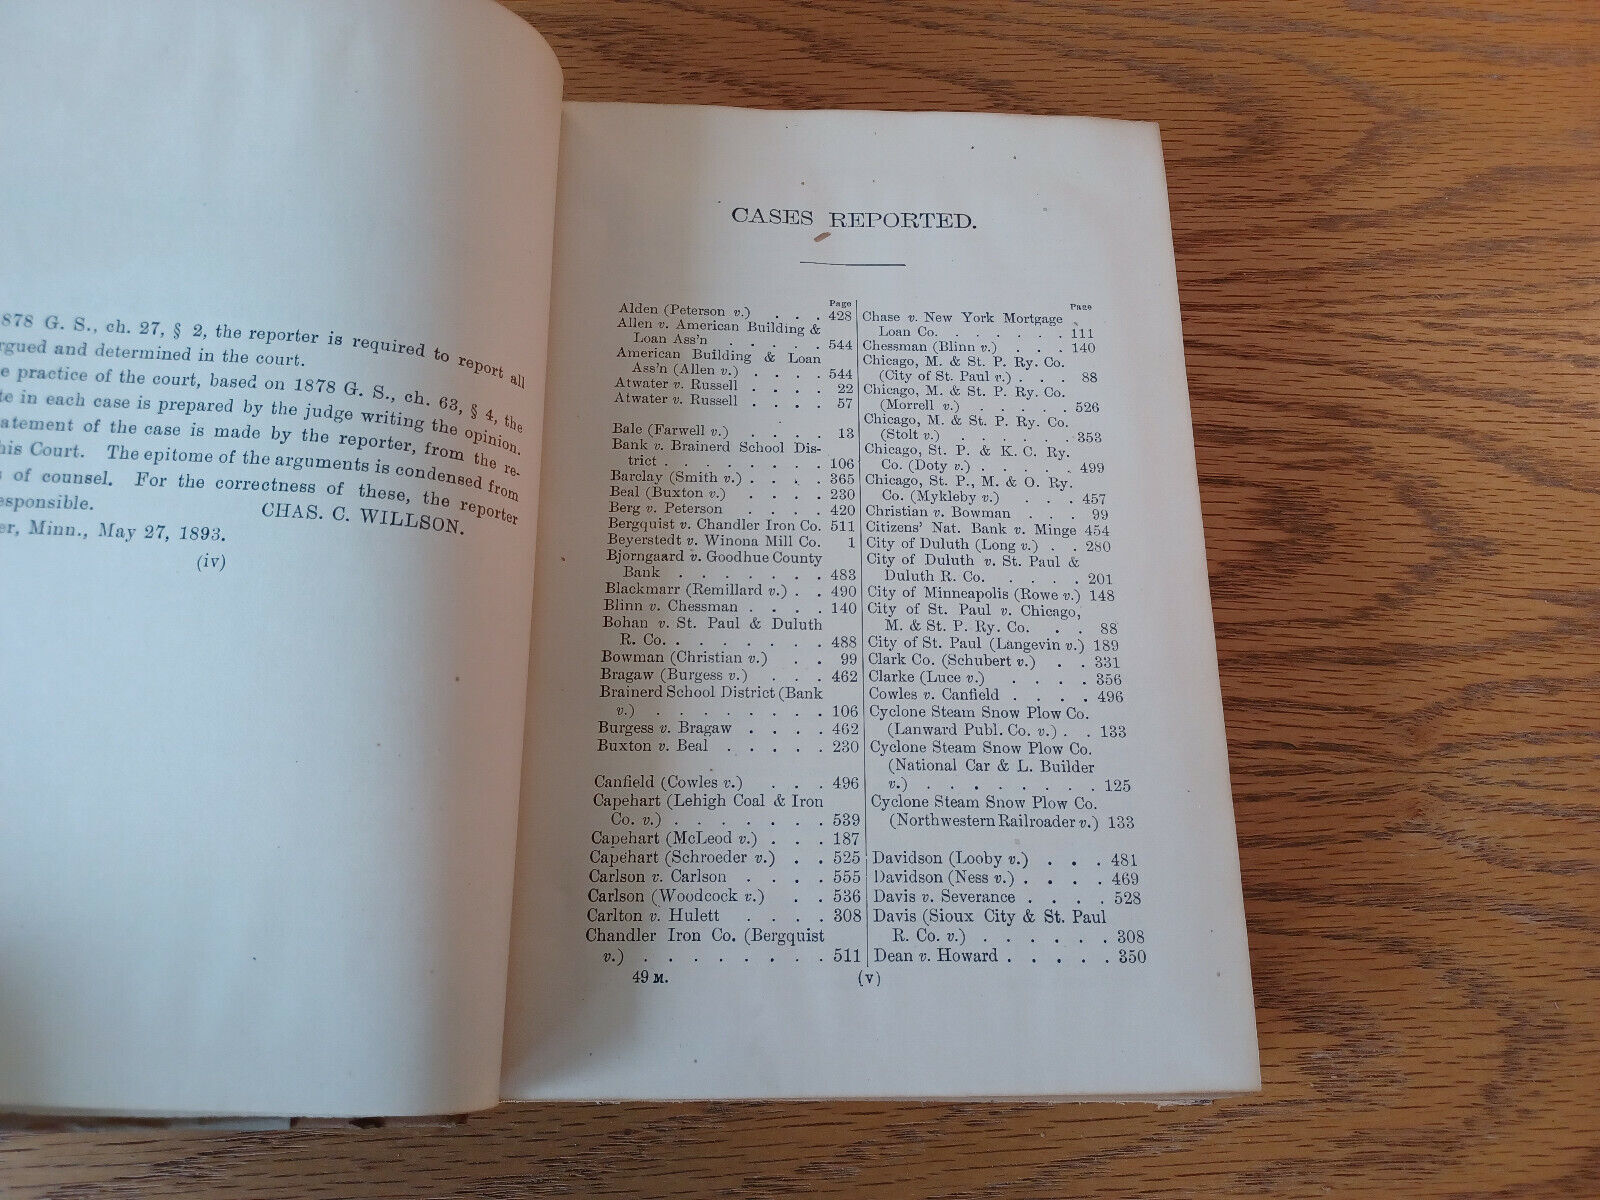 878 G. S., ch. 27, § 2, the reporter is required to report all
rgued and determined in the court.
e practice of the court, based on 1878 G. S., ch. 63, § 4, the
te in each case is prepared by the judge writing the opinion.
atement of the case is made by the reporter, from the re-
his Court. The epitome of the arguments is condensed from
s of counsel. For the correctness of these, the reporter
esponsible.
CHAS. C. WILLSON.
er, Minn., May 27, 1893.
(iv)
CASES REPORTED.
Page
Alden (Peterson v.) . . . 428
Allen v. American Building &
Loan Ass'n . . . . . 544
American Building & Loan
Ass'n (Allen v.) . . . . 544
Atwater v. Russell . . . . 22
Atwater v. Russell . . . . 57
Bale (Farwell v.) . . . . 13
Bank v. Brainerd School Dis-
trict . . . . . . . . 106
Barclay (Smith v.) . . . . 365
Beal (Buxton v.) . . . . 230
Berg v. Peterson . . . . 420
Bergquist v. Chandler Iron Co. 511
Beyerstedt v. Winona Mill Co. 1
Bjorngaard v. Goodhue County
Bank . . . . . . . 483
Blackmarr (Remillard v.) . . 490
Blinn v. Chessman . . . . 140
Bohan v. St. Paul & Duluth
R. Co. . . . . . . . 488
Bowman (Christian v.) . . 99
Bragaw (Burgess v.) . . . 462
Brainerd School District (Bank
v.) . . . . . . . . 106
Burgess v. Bragaw . . . . 462
Buxton v. Beal . . . . . 230
Canfield (Cowles v.) . . . 496
Capehart (Lehigh Coal & Iron
Co. v.) . . . . . . . 539
Capehart (McLeod v.) . . . 187
Capehart (Schroeder v.) . . 525
Carlson v. Carlson . . . . 555
Carlson (Woodcock v.) . . 536
Carlton v. Hulett . . . . 308
Chandler Iron Co. (Bergquist
v.) . . . . . . . . 511
49 M.
Page
Chase v. New York Mortgage
Loan Co. . . . . . . 111
Chessman (Blinn v.) . . . 140
Chicago, M. & St. P. Ry. Co.
(City of St. Paul v.) . . . 88
Chicago, M. & St. P. Ry. Co.
(Morrell v.) . . . . . 526
Chicago, M. & St. P. Ry. Co.
(Stolt v.) . . . . . . 353
Chicago, St. P. & K. C. Ry.
Co. (Doty v.) . . . . . 499
Chicago, St. P., M. & O. Ry.
Co. (Mykleby v.) . . . 457
Christian v. Bowman . . . 99
Citizens' Nat. Bank v. Minge 454
City of Duluth (Long v.) . . 280
City of Duluth v. St. Paul &
Duluth R. Co. . . . . 201
City of Minneapolis (Rowe v.) 148
City of St. Paul v. Chicago,
M. & St. P. Ry. Co. . . 88
City of St. Paul (Langevin v.) 189
Clark Co. (Schubert v.) . . 331
Clarke (Luce v.) . . . . 356
Cowles v. Canfield . . . . 496
Cyclone Steam Snow Plow Co.
(Lanward Publ. Co. v.) . . 133
Cyclone Steam Snow Plow Co.
(National Car & L. Builder
v.) . . . . . . . . 125
Cyclone Steam Snow Plow Co.
(Northwestern Railroader v.) 133
Davidson (Looby v.) . . . 481
Davidson (Ness v.) . . . . 469
Davis v. Severance . . . . 528
Davis (Sioux City & St. Paul
R. Co. v.) . . . . . . 308
Dean v. Howard . . . . . 350
(v)